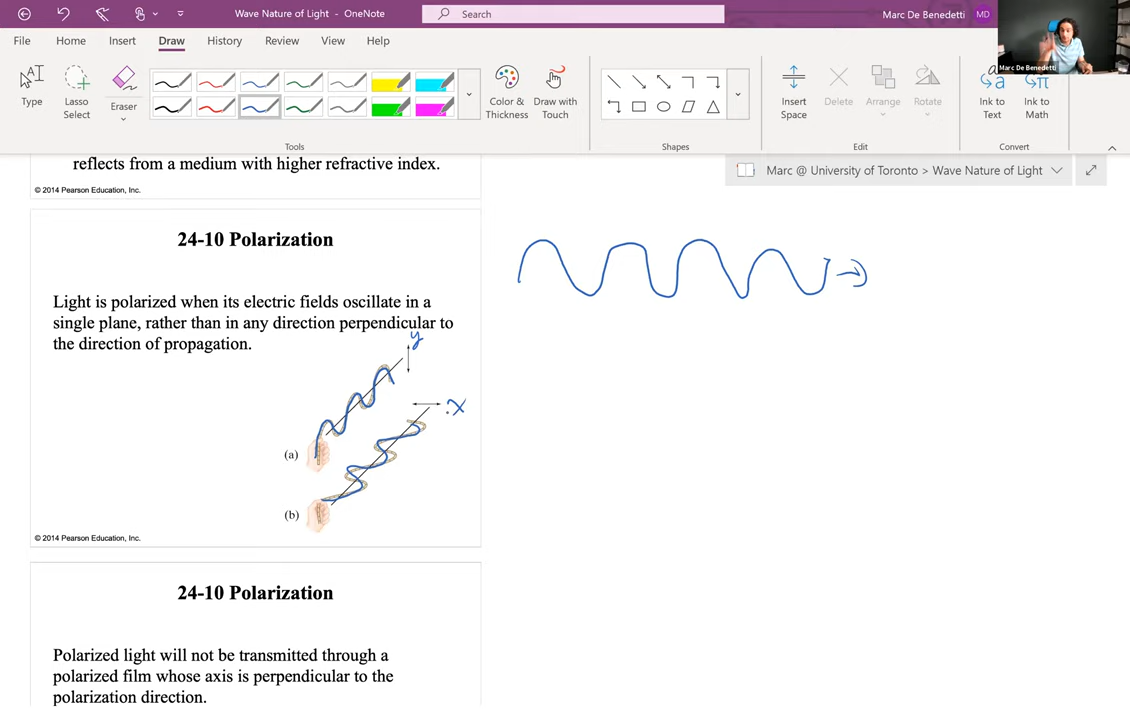 Wave Nature of Light - OneNote
Search
Marc De Benedetti MD
Marc De Benedetti
File Home Insert Draw History Review View Help
Type
Lasso Select
Eraser
Color & Thickness
Draw with Touch
Insert Space
Delete
Arrange
Rotate
Ink to Text
Ink to Math
Tools
Shapes
Edit
Convert
reflects from a medium with higher refractive index.
© 2014 Pearson Education, Inc.
Marc @ University of Toronto > Wave Nature of Light
24-10 Polarization
Light is polarized when its electric fields oscillate in a
single plane, rather than in any direction perpendicular to
the direction of propagation.
y
x
(a)
(b)
© 2014 Pearson Education, Inc.
24-10 Polarization
Polarized light will not be transmitted through a
polarized film whose axis is perpendicular to the
polarization direction.